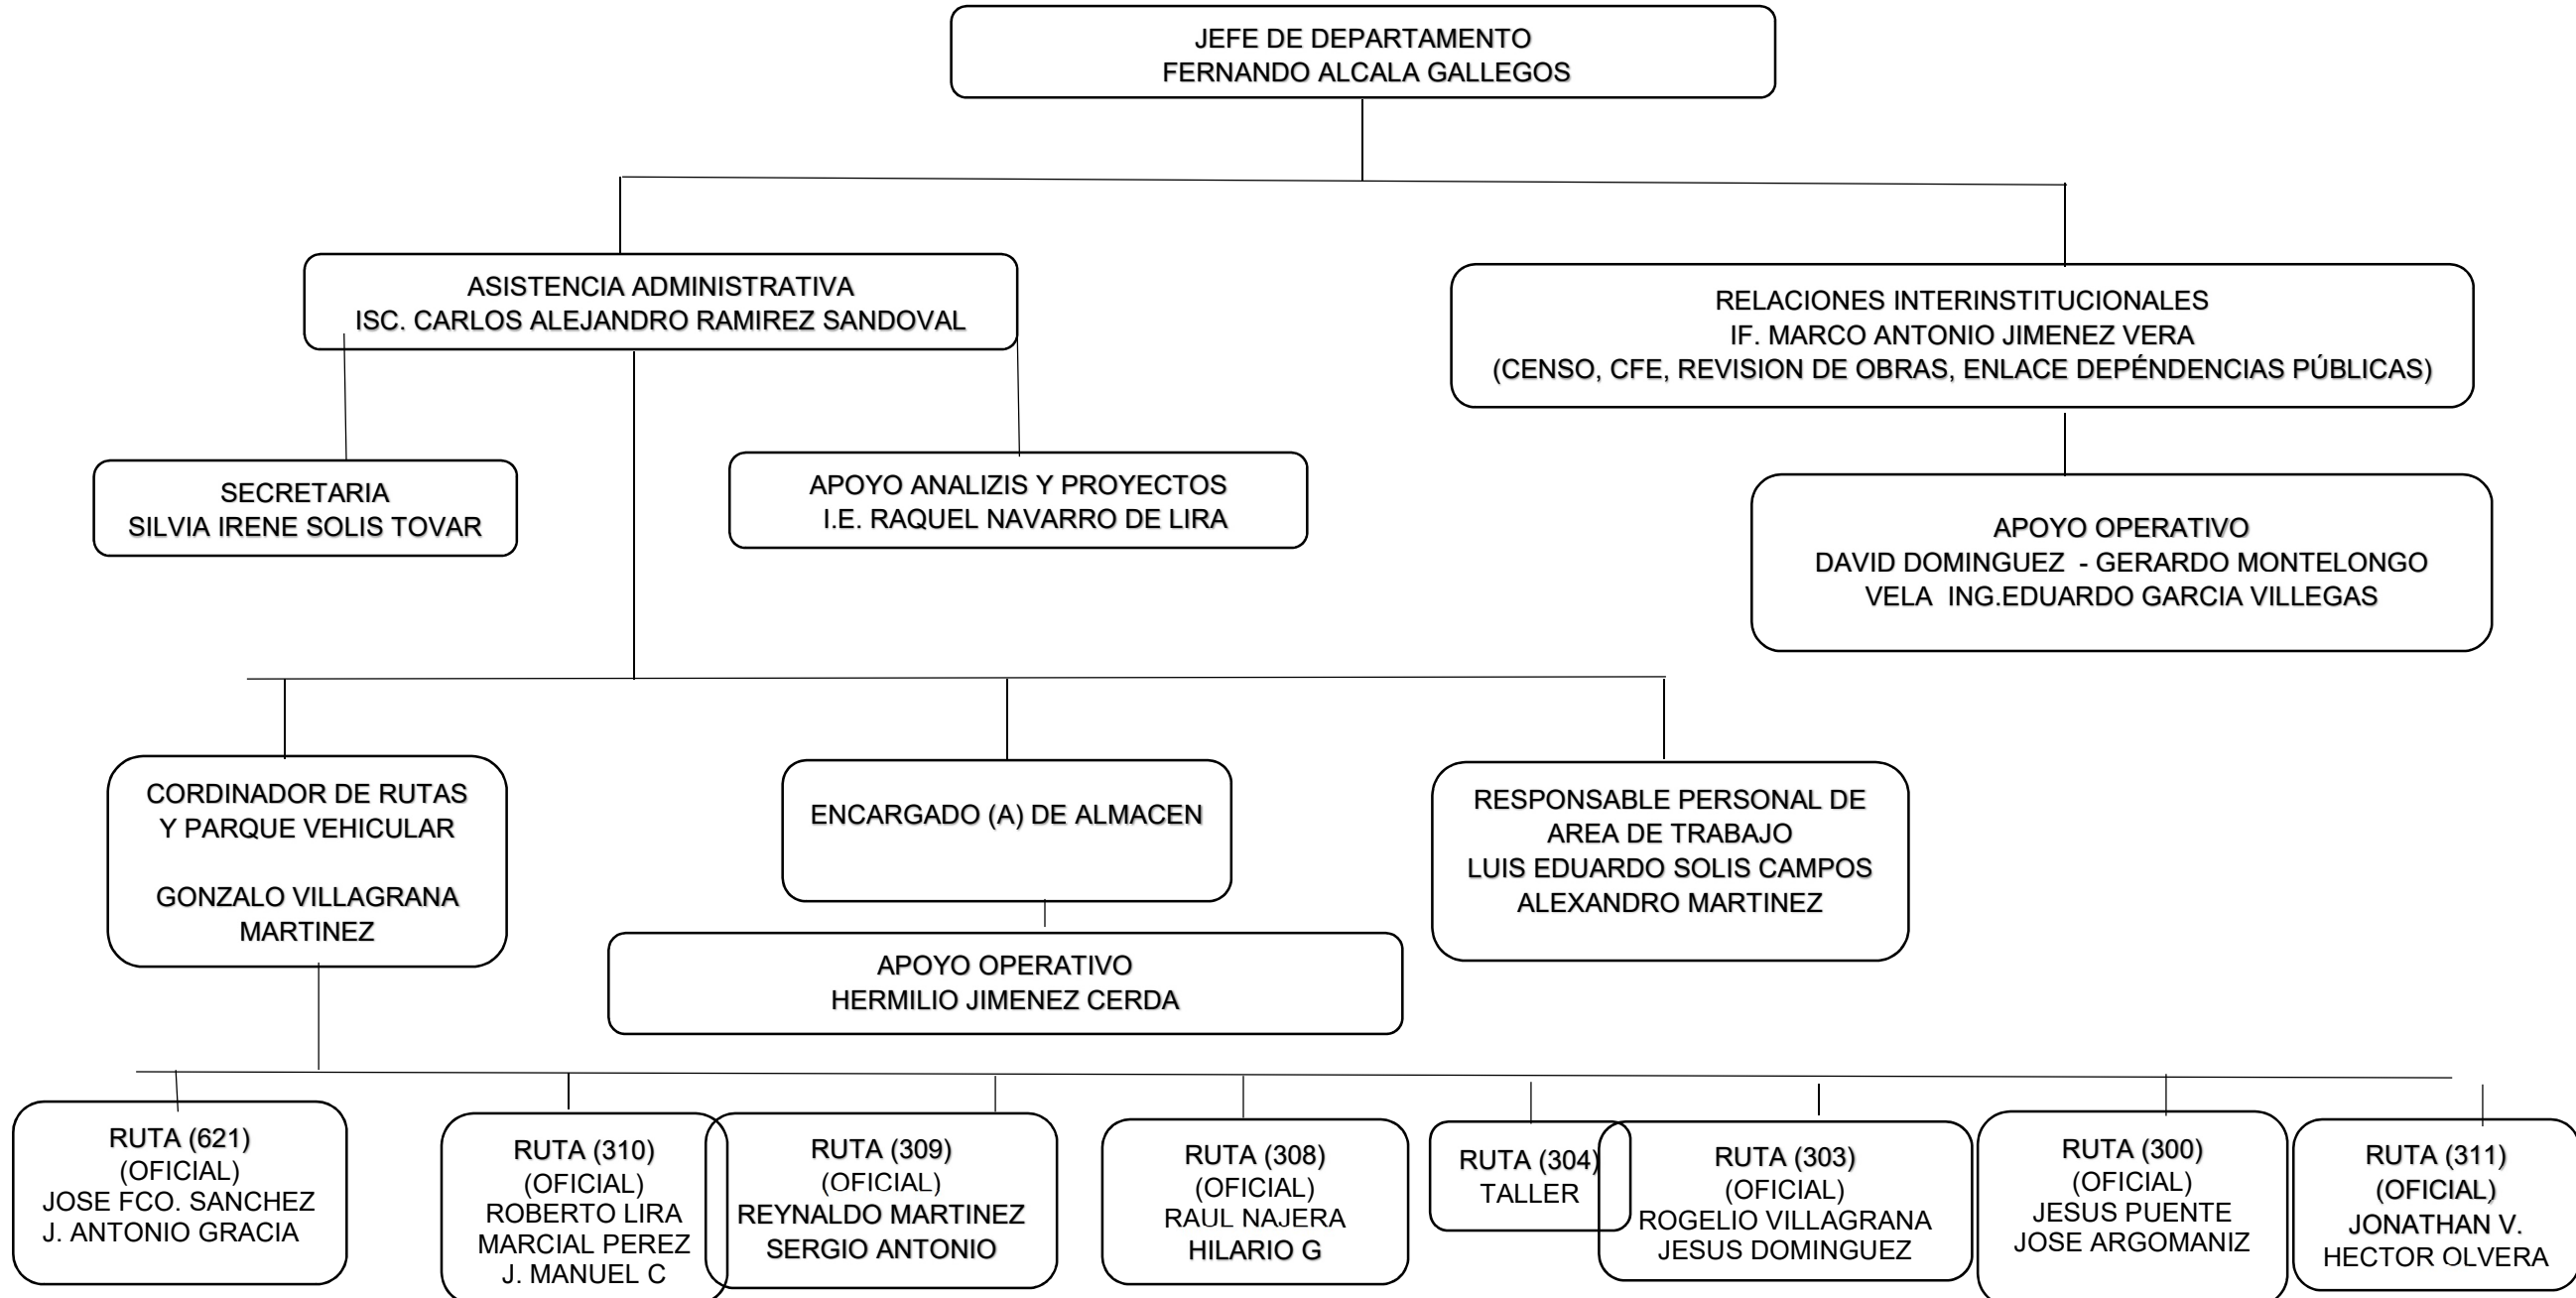 JEFE DE DEPARTAMENTO
FERNANDO ALCALA GALLEGOS
ASISTENCIA ADMINISTRATIVA
ISC. CARLOS ALEJANDRO RAMIREZ SANDOVAL
RELACIONES INTERINSTITUCIONALES
IF. MARCO ANTONIO JIMENEZ VERA
(CENSO, CFE, REVISION DE OBRAS, ENLACE DEPÉNDENCIAS PÚBLICAS)
SECRETARIA
SILVIA IRENE SOLIS TOVAR
APOYO ANALIZIS Y PROYECTOS
I.E. RAQUEL NAVARRO DE LIRA
APOYO OPERATIVO
DAVID DOMINGUEZ - GERARDO MONTELONGO
VELA ING.EDUARDO GARCIA VILLEGAS
CORDINADOR DE RUTAS
Y PARQUE VEHICULAR
GONZALO VILLAGRANA
MARTINEZ
ENCARGADO (A) DE ALMACEN
RESPONSABLE PERSONAL DE
AREA DE TRABAJO
LUIS EDUARDO SOLIS CAMPOS
ALEXANDRO MARTINEZ
APOYO OPERATIVO
HERMILIO JIMENEZ CERDA
RUTA (621)
(OFICIAL)
JOSE FCO. SANCHEZ
J. ANTONIO GRACIA
RUTA (310)
(OFICIAL)
ROBERTO LIRA
MARCIAL PEREZ
J. MANUEL C
RUTA (309)
(OFICIAL)
REYNALDO MARTINEZ
SERGIO ANTONIO
RUTA (308)
(OFICIAL)
RAUL NAJERA
HILARIO G
RUTA (304)
TALLER
RUTA (303)
(OFICIAL)
ROGELIO VILLAGRANA
JESUS DOMINGUEZ
RUTA (300)
(OFICIAL)
JESUS PUENTE
JOSE ARGOMANIZ
RUTA (311)
(OFICIAL)
JONATHAN V.
HECTOR OLVERA